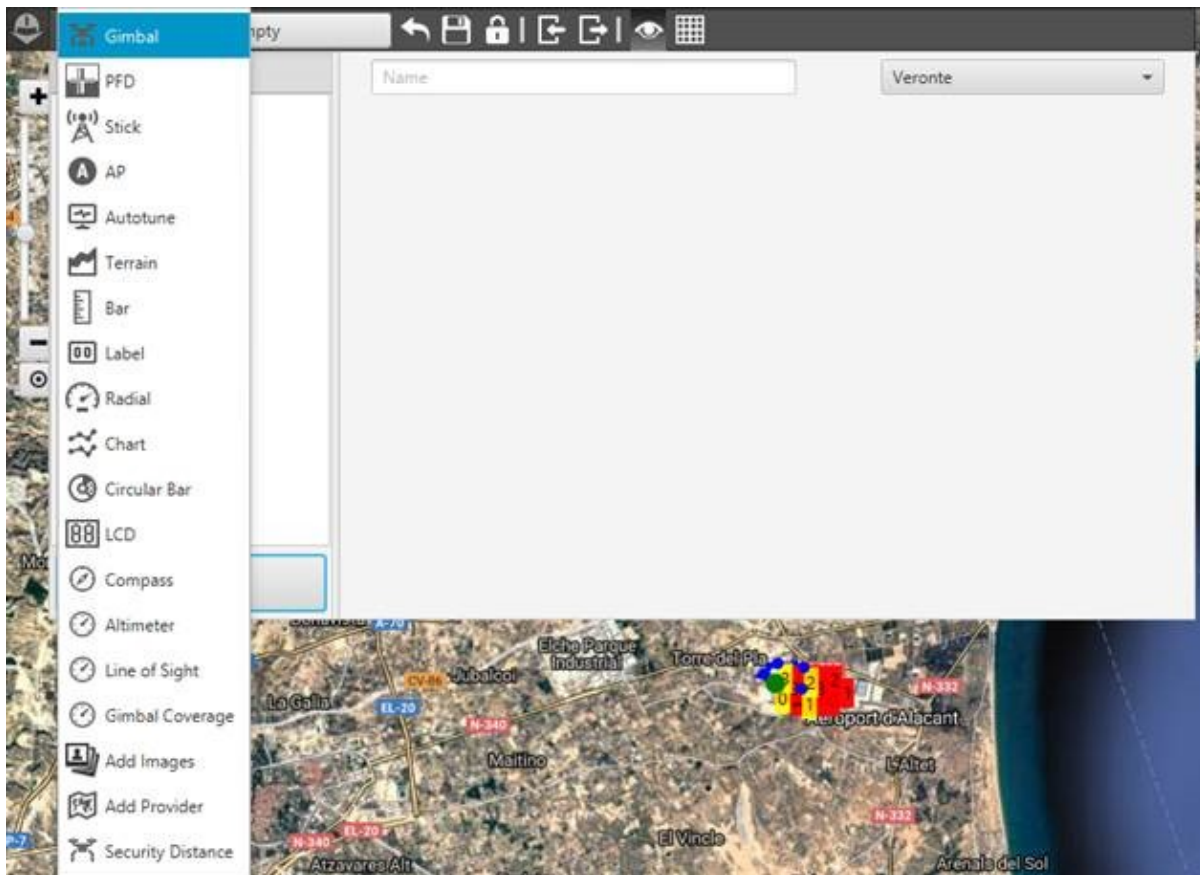 Gimbal
pty
Name
Veronte
PFD
Stick
AP
Autotune
Terrain
Bar
Label
Radial
Chart
Circular Bar
LCD
Compass
Altimeter
Line of Sight
Gimbal Coverage
Add Images
Add Provider
Security Distance
A-70
Elche Parque
Industrial
Torre del Pla
CV-86
Jubalcoi
La Galia
EL-20
N-340
N-332
Aeroport d'Alacant
0
2
1
Maitino
L'Altet
N-332
EL-20
N-340
El Vincle
Atzavares Alt
Arenals del Sol